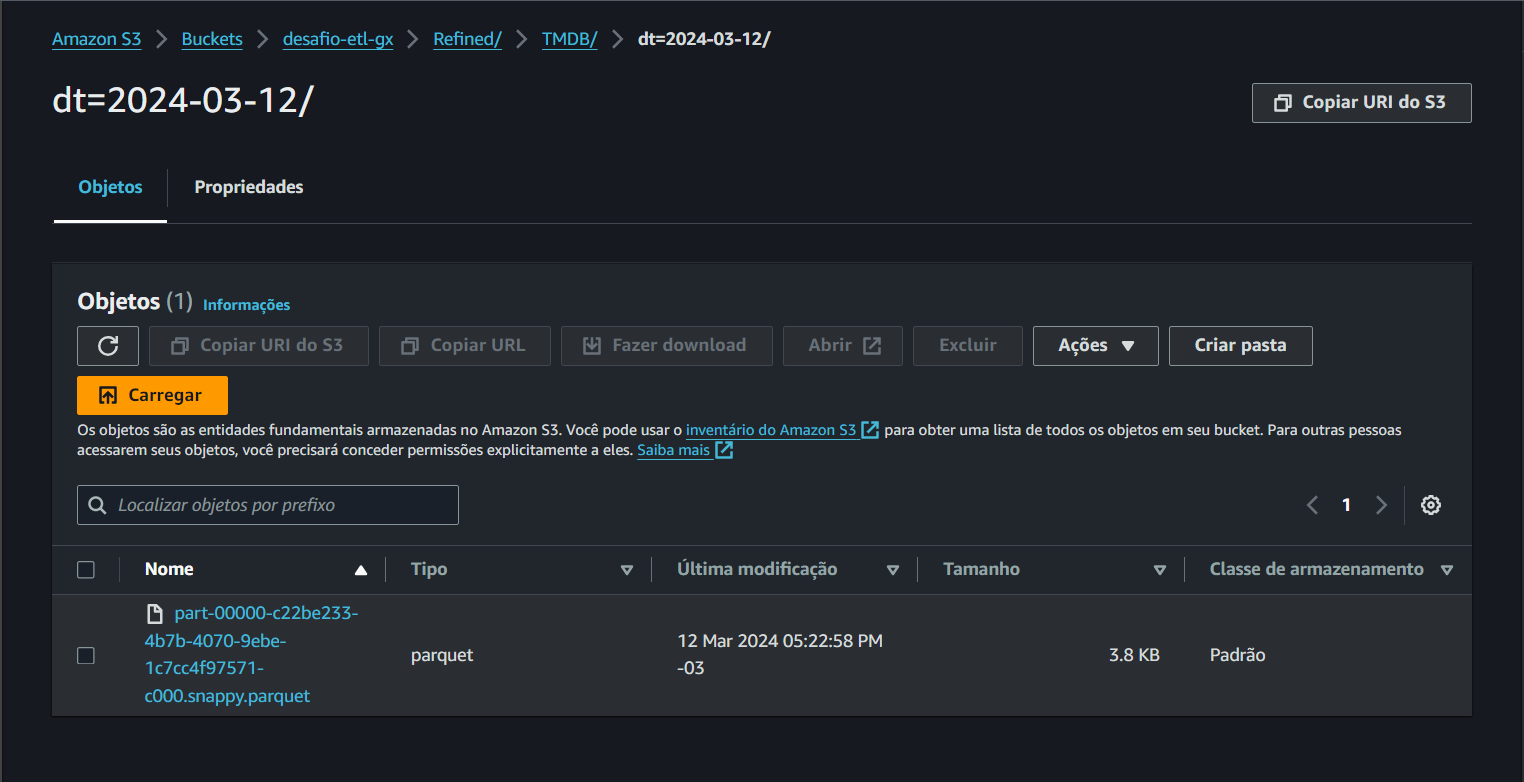 Amazon S3 > Buckets > desafio-etl-gx > Refined/ > TMDB/ > dt=2024-03-12/
dt=2024-03-12/
Copiar URI do S3
Objetos
Propriedades
Objetos (1) Informações
Copiar URI do S3
Copiar URL
Fazer download
Abrir
Excluir
Ações
Criar pasta
Carregar
Os objetos são as entidades fundamentais armazenadas no Amazon S3. Você pode usar o inventário do Amazon S3 para obter uma lista de todos os objetos em seu bucket. Para outras pessoas
acessarem seus objetos, você precisará conceder permissões explicitamente a eles. Saiba mais
Localizar objetos por prefixo
1
Nome
Tipo
Última modificação
Tamanho
Classe de armazenamento
part-00000-c22be233-
4b7b-4070-9ebe-
1c7cc4f97571-
c000.snappy.parquet
parquet
12 Mar 2024 05:22:58 PM
-03
3.8 KB
Padrão